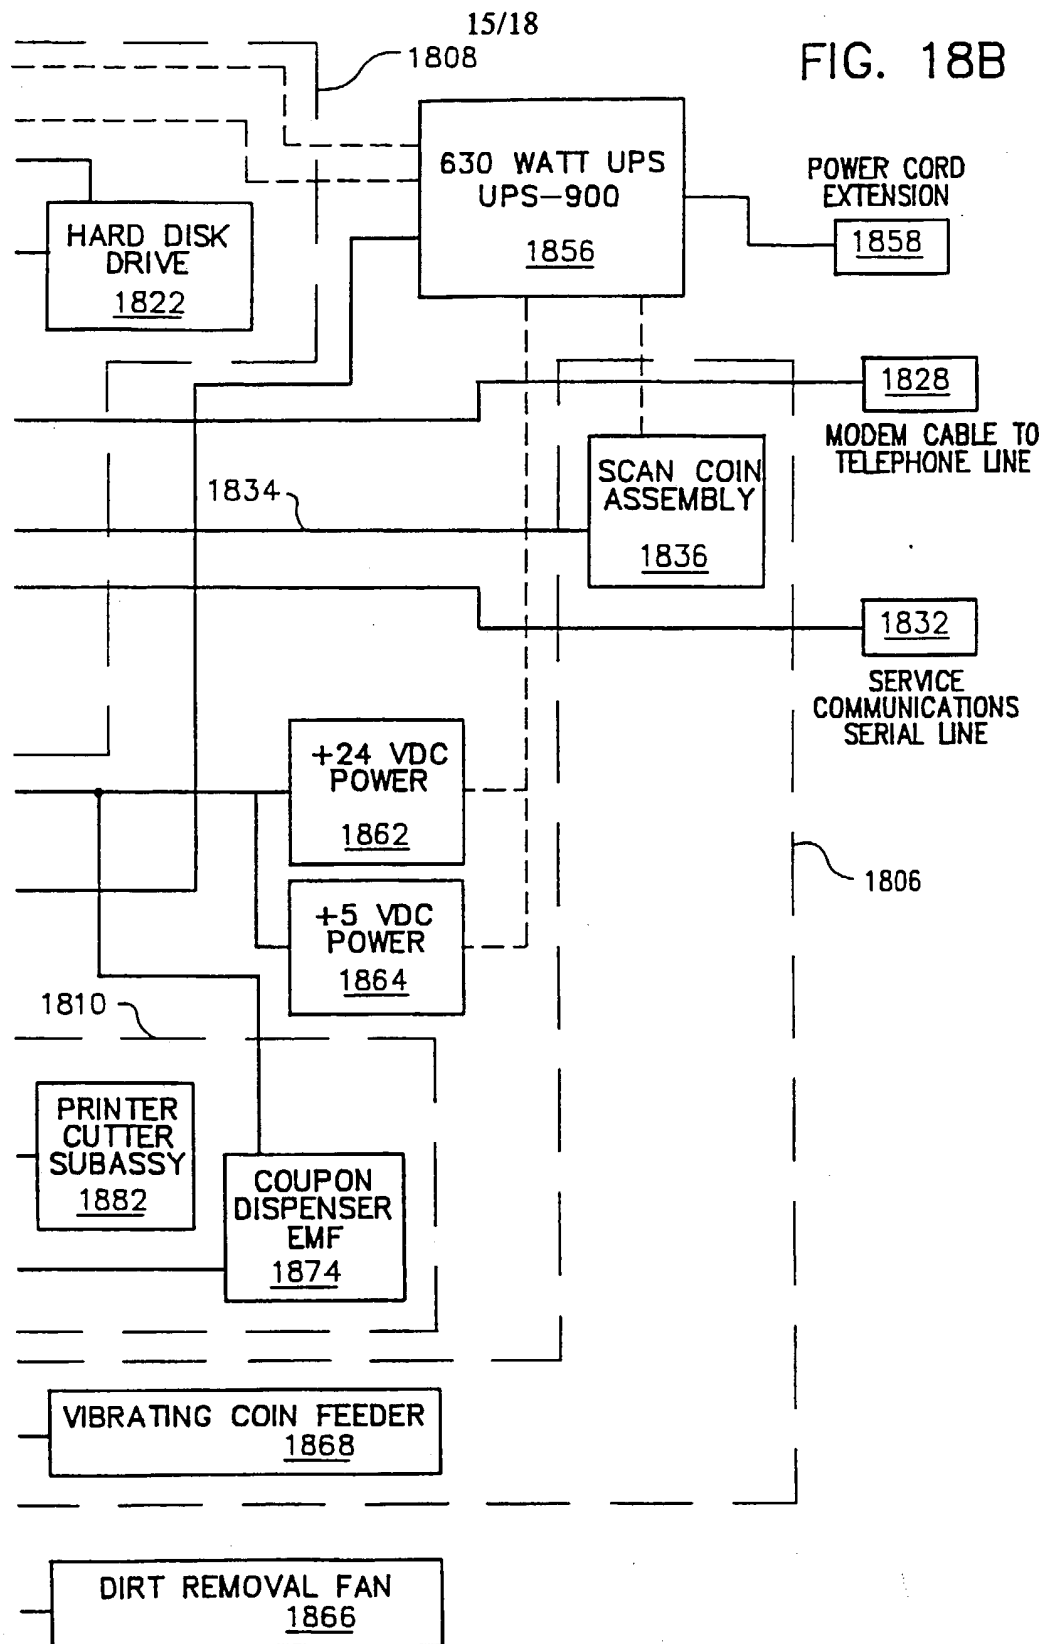 15/18
FIG. 18B
1808
630 WATT UPS
UPS-900
1856
POWER CORD
EXTENSION
1858
HARD DISK
DRIVE
1822
1828
MODEM CABLE TO
TELEPHONE LINE
SCAN COIN
ASSEMBLY
1836
1834
1832
SERVICE
COMMUNICATIONS
SERIAL LINE
+24 VDC
POWER
1862
1806
+5 VDC
POWER
1864
1810
PRINTER
CUTTER
SUBASSY
1882
COUPON
DISPENSER
EMF
1874
VIBRATING COIN FEEDER
1868
DIRT REMOVAL FAN
1866